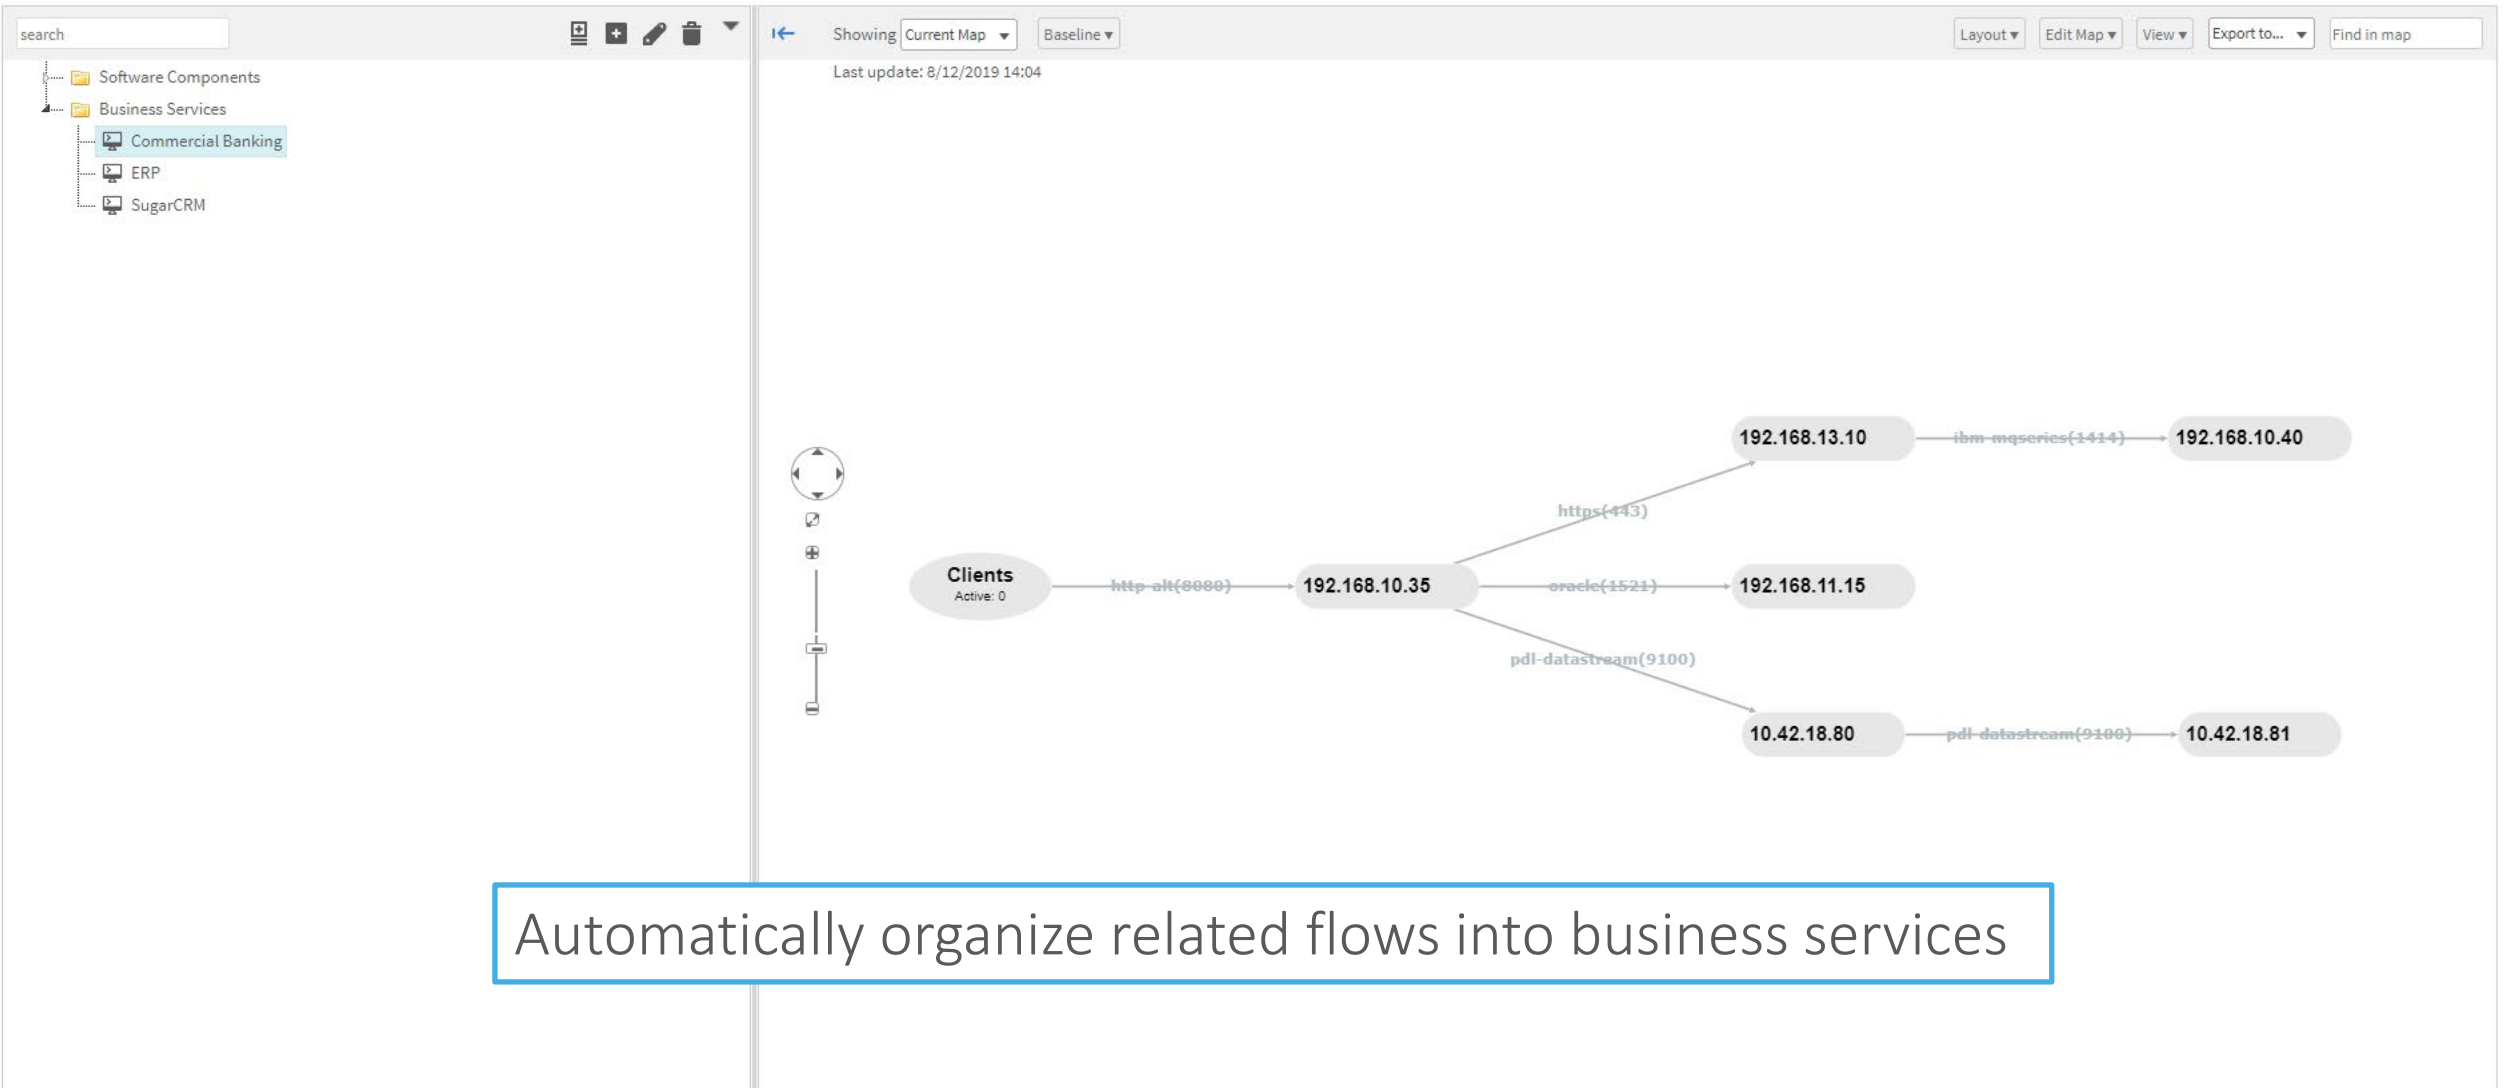 search
Showing Current Map Baseline
Layout Edit Map View Export to... Find in map
Last update: 8/12/2019 14:04
Software Components
Business Services
Commercial Banking
ERP
SugarCRM
192.168.13.10 ibm-mqseries(1414) 192.168.10.40
https(443)
Clients
Active: 0
http-alt(8080) 192.168.10.35 oracle(1521) 192.168.11.15
pdl-datastream(9100)
10.42.18.80 pdl-datastream(9100) 10.42.18.81
Automatically organize related flows into business services